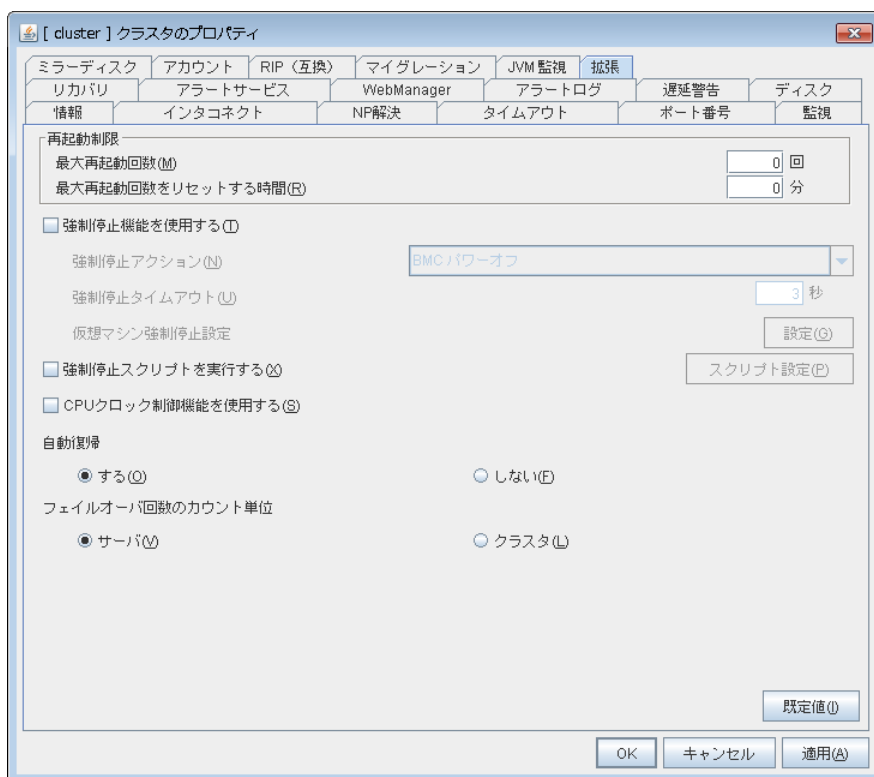 [ cluster ] クラスタのプロパティ
ミラーディスク アカウント RIP（互換） マイグレーション JVM 監視 拡張
リカバリ アラートサービス WebManager アラートログ 遅延警告 ディスク
情報 インタコネクト NP解決 タイムアウト ポート番号 監視
再起動制限
最大再起動回数(M) 0 回
最大再起動回数をリセットする時間(R) 0 分
強制停止機能を使用する(T)
強制停止アクション(N) BMC パワーオフ
強制停止タイムアウト(U) 3 秒
仮想マシン強制停止設定 設定(G)
強制停止スクリプトを実行する(X) スクリプト設定(P)
CPUクロック制御機能を使用する(S)
自動復帰
する(O) しない(F)
フェイルオーバ回数のカウント単位
サーバ(V) クラスタ(L)
既定値(I)
OK キャンセル 適用(A)